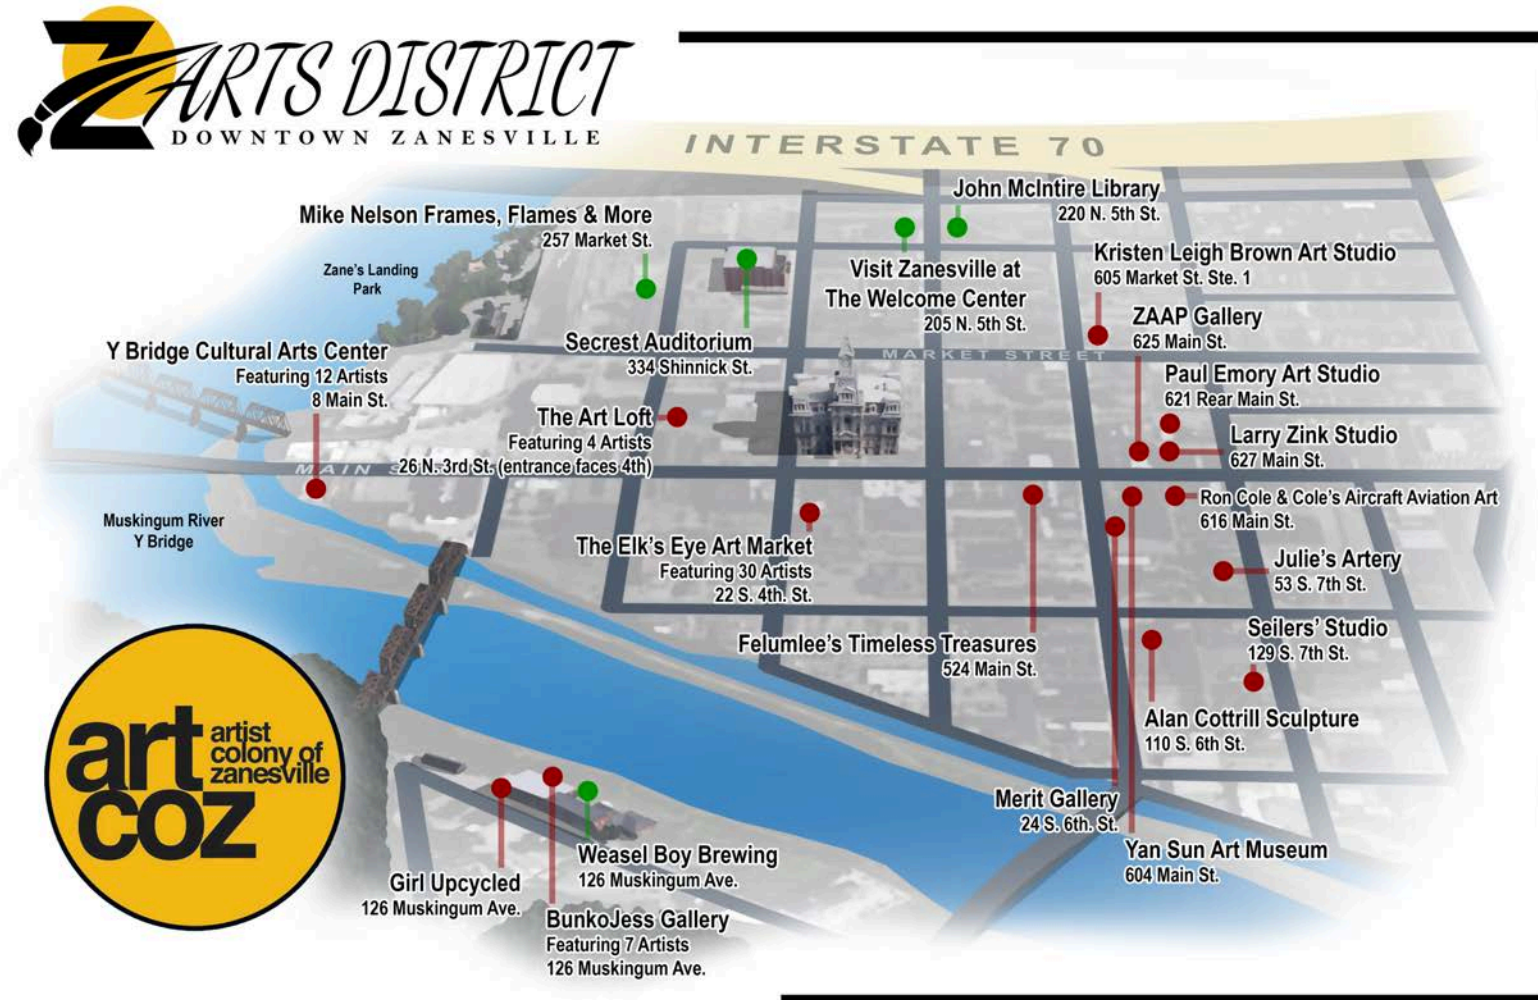 Z ARTS DISTRICT
DOWNTOWN ZANESVILLE
INTERSTATE 70
John McIntire Library
220 N. 5th St.
Mike Nelson Frames, Flames & More
257 Market St.
Zane's Landing
Park
Visit Zanesville at
The Welcome Center
205 N. 5th St.
Kristen Leigh Brown Art Studio
605 Market St. Ste. 1
ZAAP Gallery
625 Main St.
Secrest Auditorium
334 Shinnick St.
MARKET STREET
Y Bridge Cultural Arts Center
Featuring 12 Artists
8 Main St.
Paul Emory Art Studio
621 Rear Main St.
The Art Loft
Featuring 4 Artists
26 N. 3rd St. (entrance faces 4th)
Larry Zink Studio
627 Main St.
MAIN S
Ron Cole & Cole's Aircraft Aviation Art
616 Main St.
Muskingum River
Y Bridge
The Elk's Eye Art Market
Featuring 30 Artists
22 S. 4th. St.
Julie's Artery
53 S. 7th St.
Felumlee's Timeless Treasures
524 Main St.
Seilers' Studio
129 S. 7th St.
Alan Cottrill Sculpture
110 S. 6th St.
art
coz
artist
colony of
zanesville
Merit Gallery
24 S. 6th. St.
Yan Sun Art Museum
604 Main St.
Weasel Boy Brewing
126 Muskingum Ave.
Girl Upcycled
126 Muskingum Ave.
BunkoJess Gallery
Featuring 7 Artists
126 Muskingum Ave.